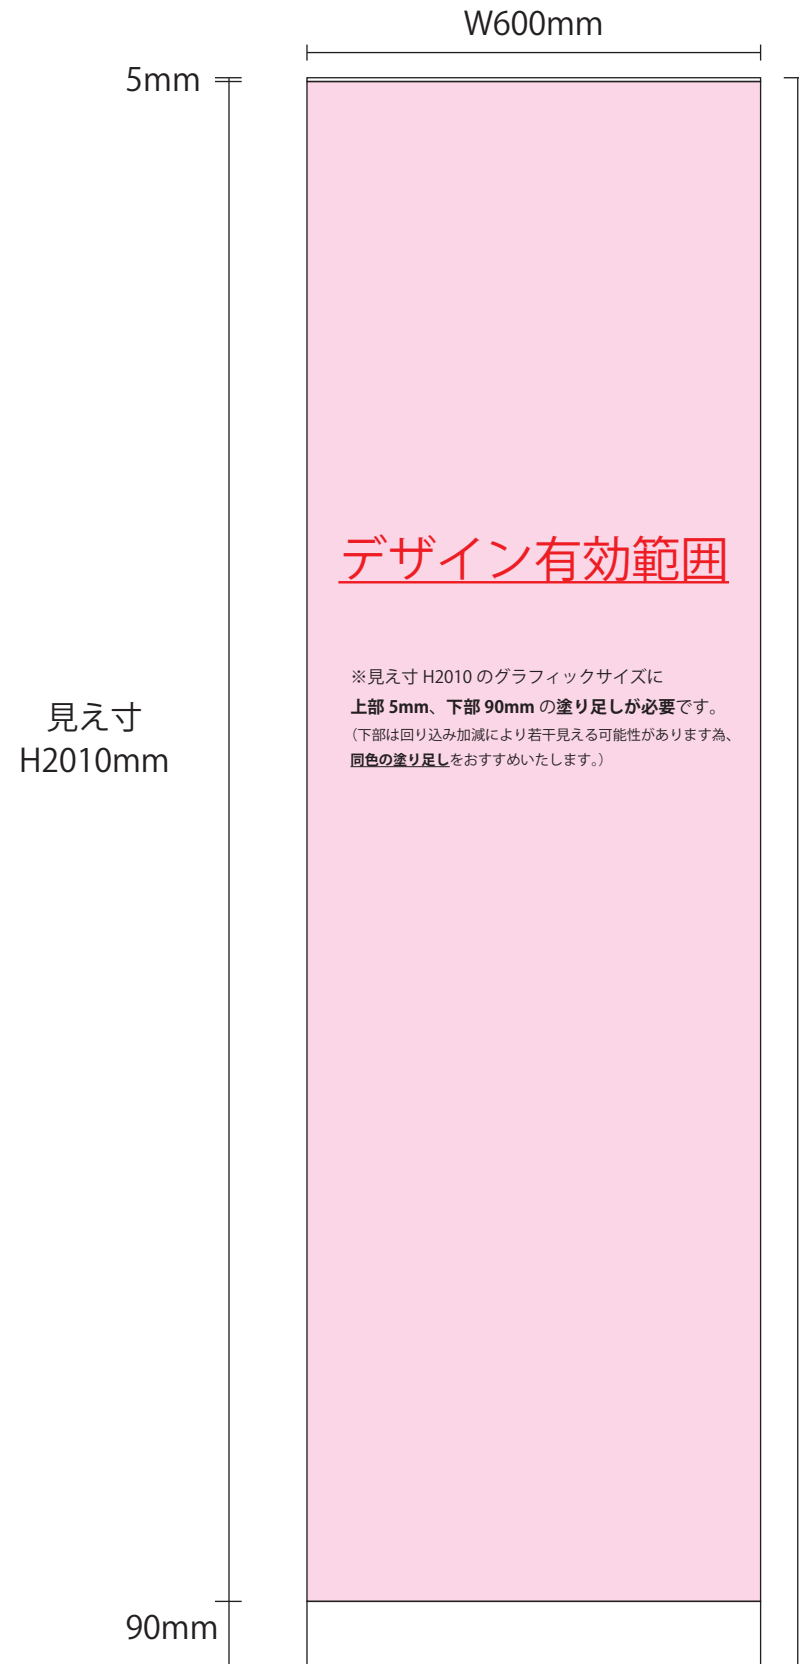 W600mm
5mm
デザイン有効範囲
※見え寸 H2010 のグラフィックサイズに
上部 5mm、下部 90mm の塗り足しが必要です。
（下部は回り込み加減により若干見える可能性があります為、
同色の塗り足しをおすすめいたします。）
見え寸
H2010mm
90mm